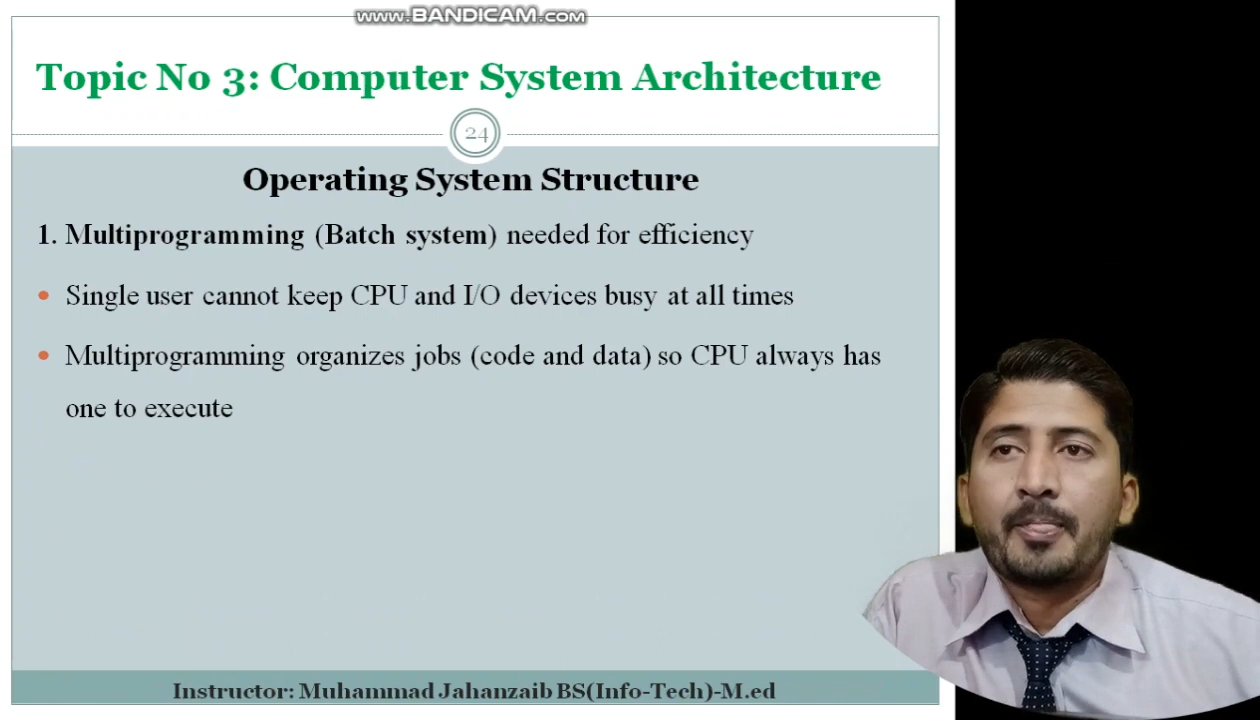 www.BANDICAM.com
Topic No 3: Computer System Architecture
24
Operating System Structure
1. Multiprogramming (Batch system) needed for efficiency
• Single user cannot keep CPU and I/O devices busy at all times
• Multiprogramming organizes jobs (code and data) so CPU always has
one to execute
Instructor: Muhammad Jahanzaib BS(Info-Tech)-M.ed